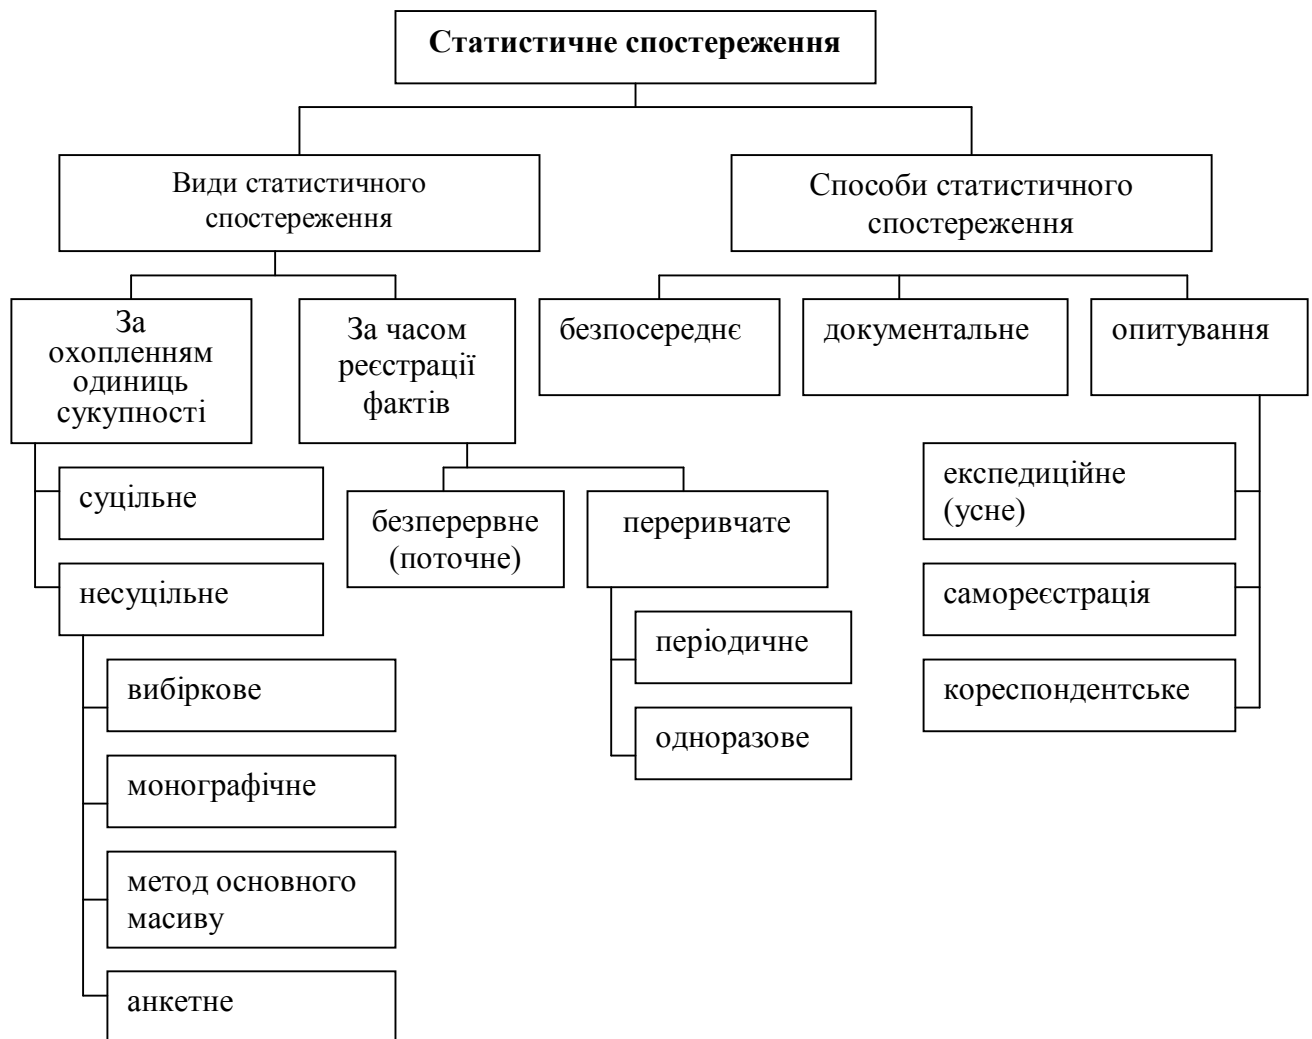 Статистичне спостереження
Види статистичного
спостереження
Способи статистичного
спостереження
За
охопленням
одиниць
сукупності
За часом
реєстрації
фактів
безпосереднє
документальне
опитування
суцільне
несуцільне
вибіркове
монографічне
метод основного
масиву
анкетне
безперервне
(поточне)
переривчате
періодичне
одноразове
експедиційне
(усне)
самореєстрація
кореспондентське